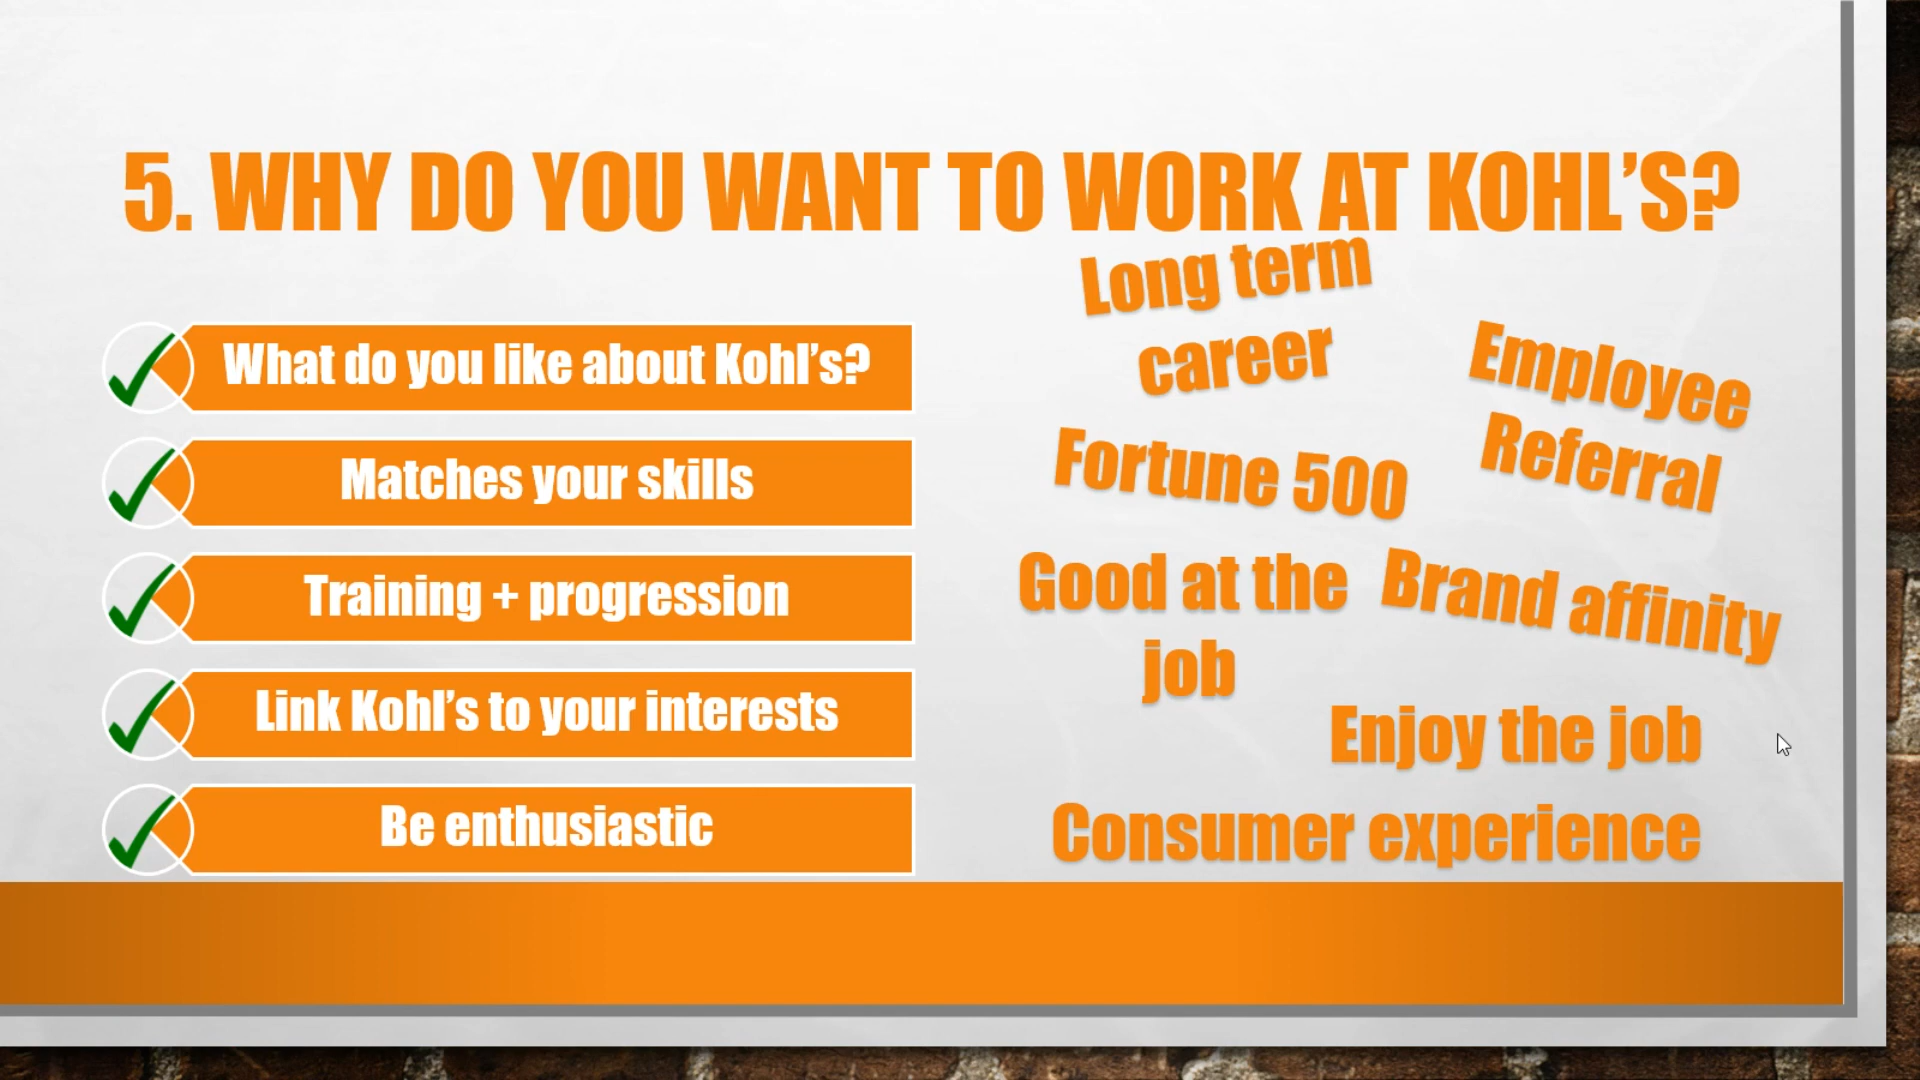 5. WHY DO YOU WANT TO WORK AT KOHL’S?
What do you like about Kohl’s?
Matches your skills
Training + progression
Link Kohl’s to your interests
Be enthusiastic
Long term
career
Employee
Referral
Fortune 500
Good at the
job
Brand affinity
Enjoy the job
Consumer experience